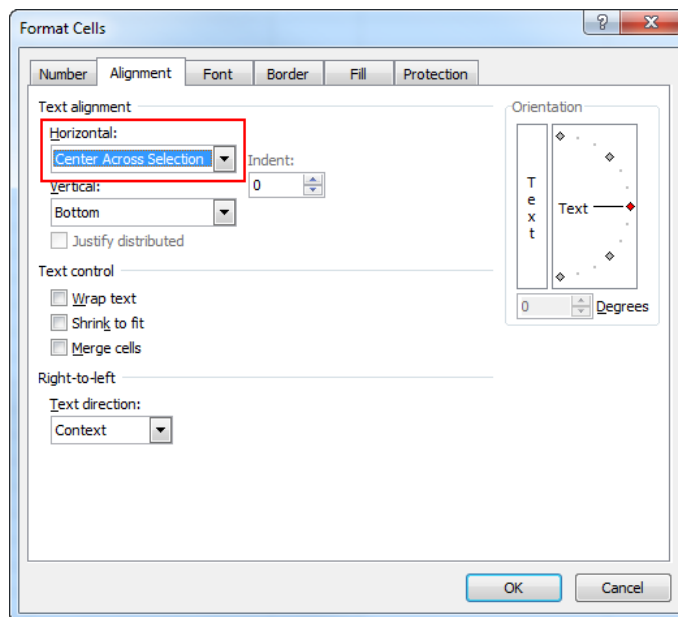 Format Cells
?
X
Number
Alignment
Font
Border
Fill
Protection
Text alignment
Horizontal:
Center Across Selection
Indent:
0
Vertical:
Bottom
Justify distributed
Text control
Wrap text
Shrink to fit
Merge cells
Right-to-left
Text direction:
Context
Orientation
T
e
x
t
Text
0
Degrees
OK
Cancel